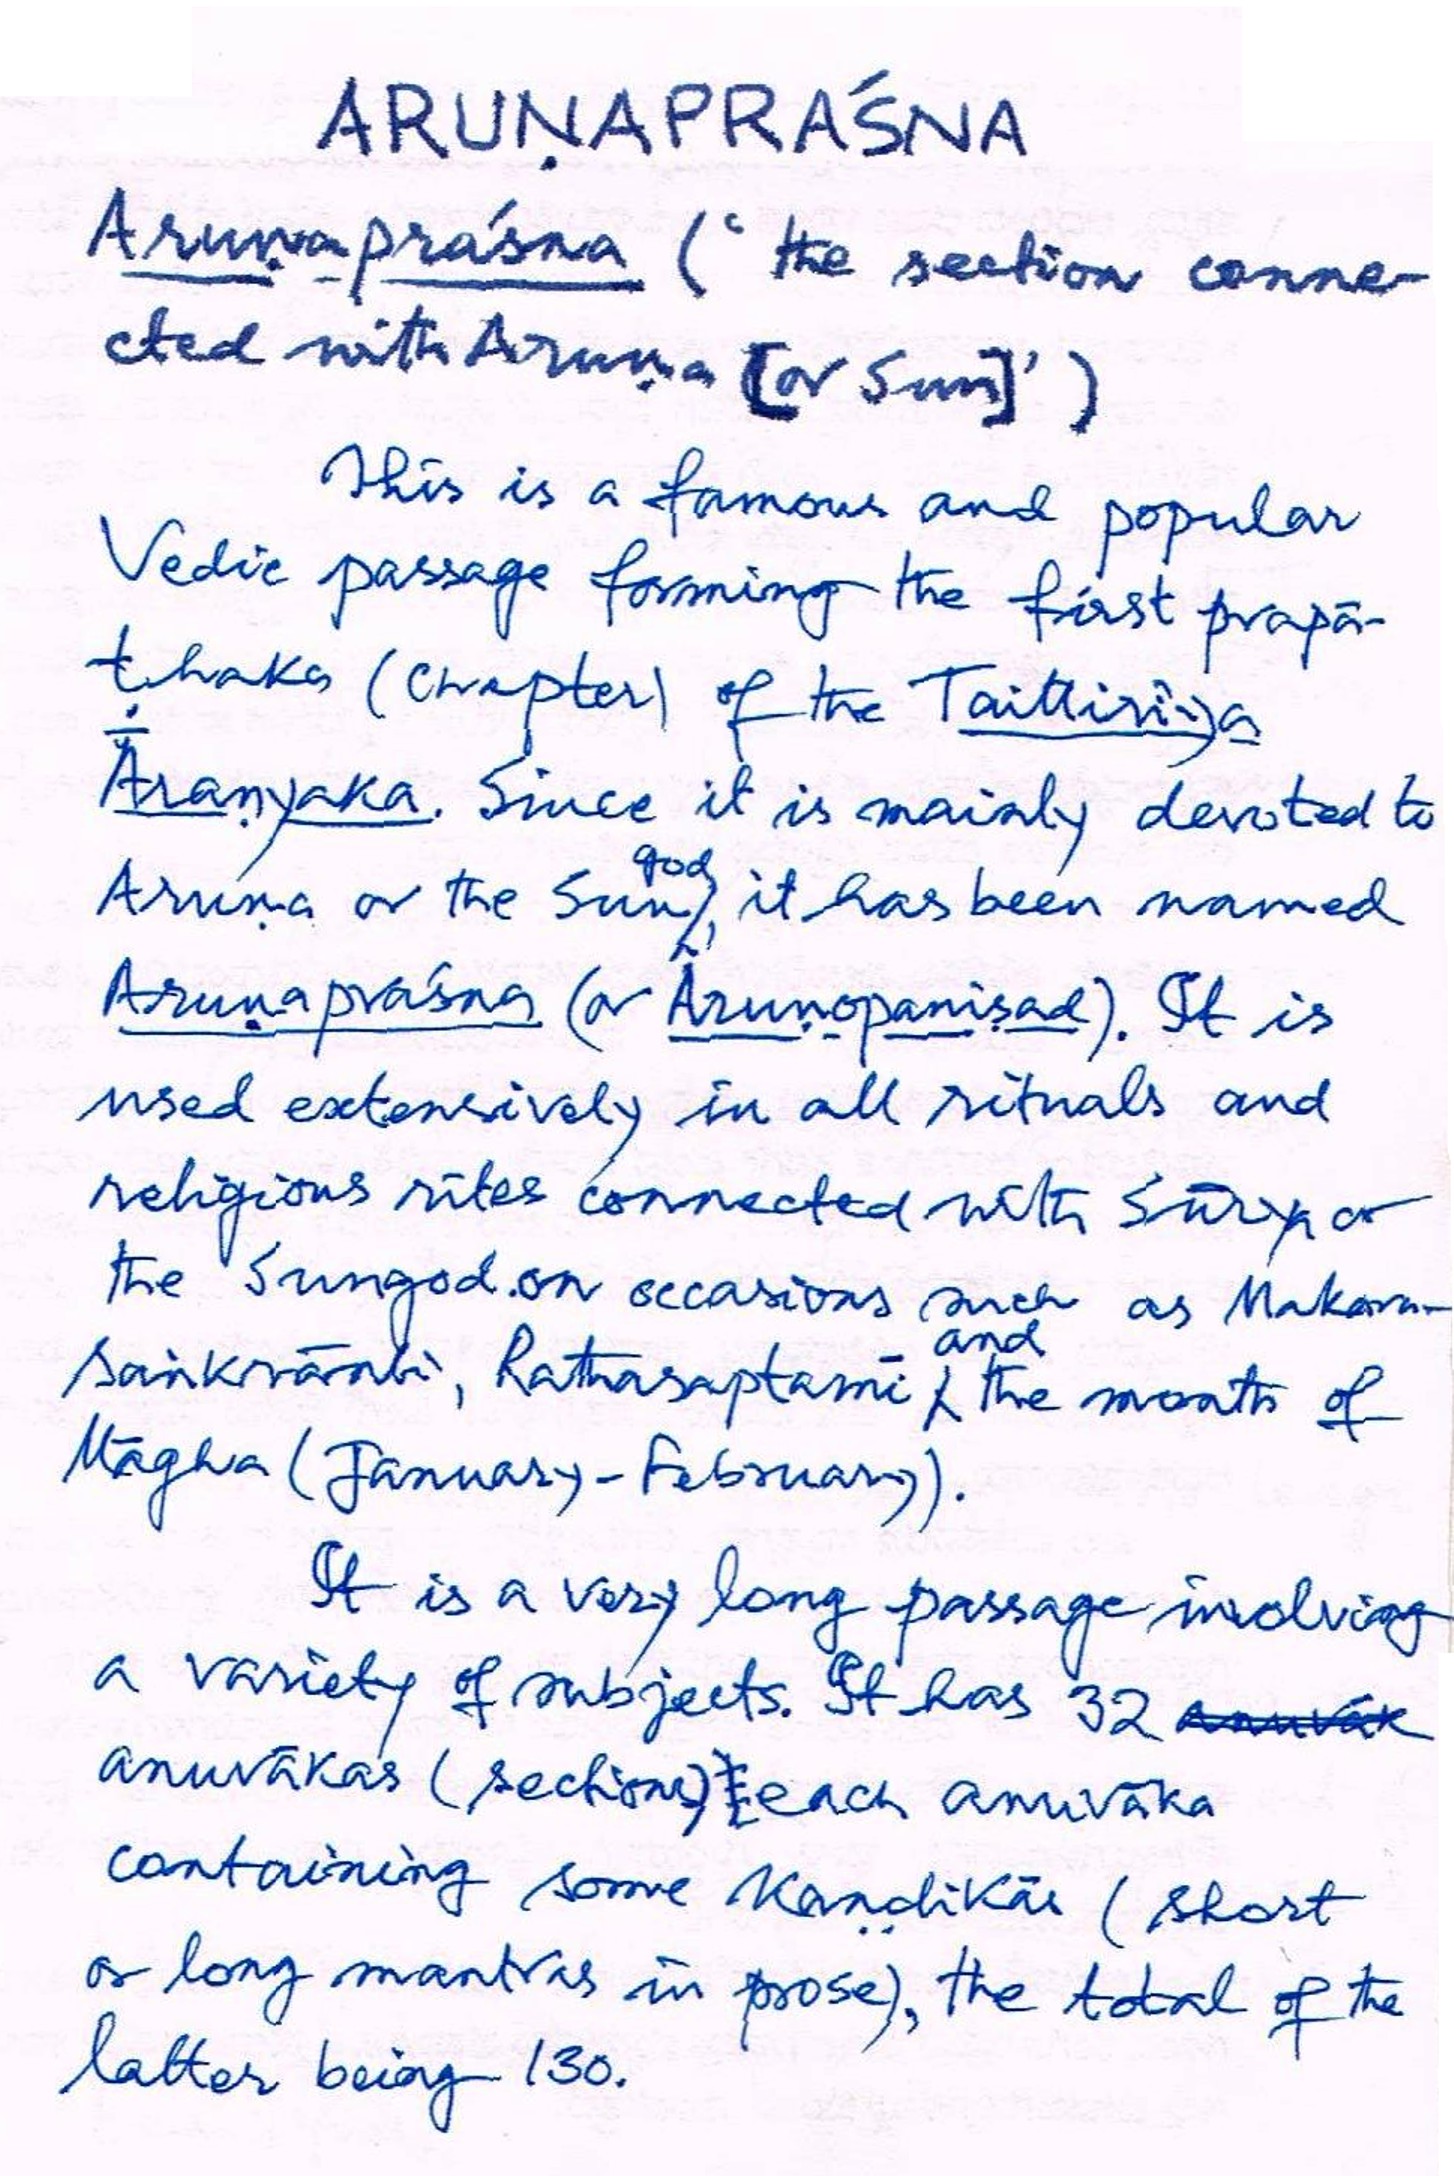 ARUṆAPRAŚNA
Aruṇapraśna (‘the section conne-
cted with Aruṇa [or Sun]’)
This is a famous and popular
Vedic passage forming the first prapā-
ṭhaka (chapter) of the Taittirīya
Āraṇyaka. Since it is mainly devoted to
Aruṇa or the Sungod, it has been named
Aruṇapraśna (or Āruṇopaniṣad). It is
used extensively in all rituals and
religious rites connected with Sūrya or
the Sungod on occasions such as Makara-
saṅkrānti, Rathasaptamī and the month of
Māgha (January-February).
It is a very long passage involving
a variety of subjects. It has 32 anuvāk
anuvākas (sections) each anuvāka
containing some Kaṇḍikās (short
or long mantras in prose), the total of the
latter being 130.